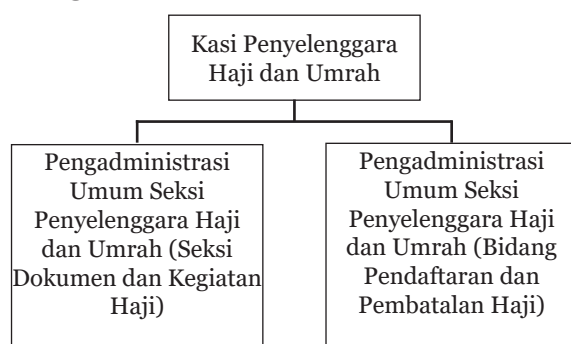 Kasi Penyelenggara
Haji dan Umrah
Pengadministrasi
Umum Seksi
Penyelenggara Haji
dan Umrah (Seksi
Dokumen dan Kegiatan
Haji)
Pengadministrasi
Umum Seksi
Penyelenggara Haji
dan Umrah (Bidang
Pendaftaran dan
Pembatalan Haji)